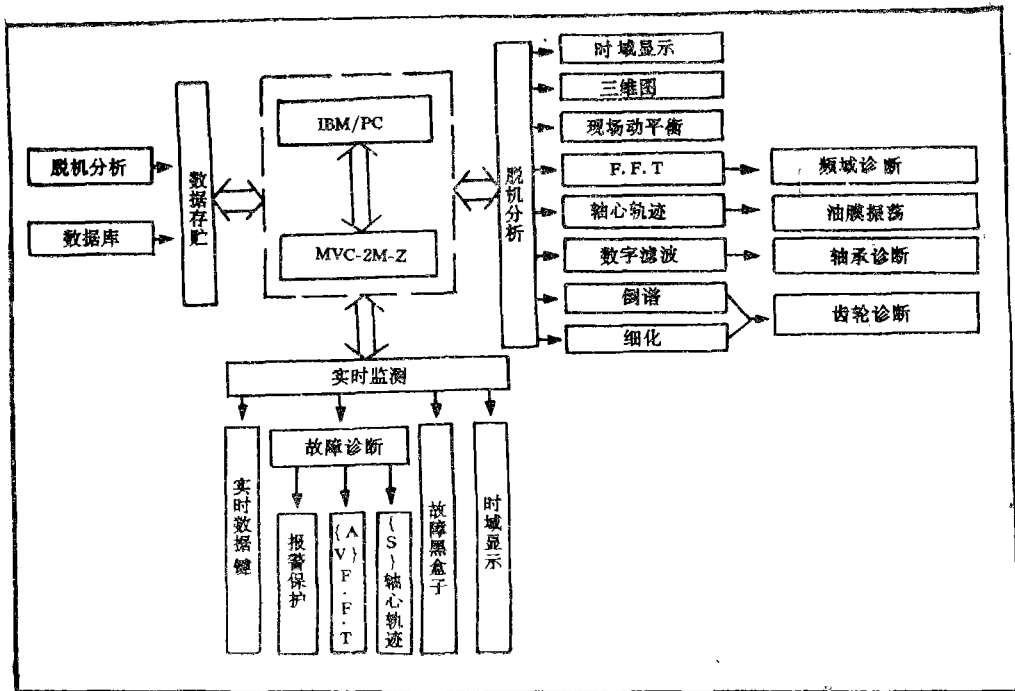 脱机分析
数据库
数据存贮
IBM/PC
MVC-2M-Z
脱机分析
时域显示
三维图
现场动平衡
F.F.T
轴心轨迹
数字滤波
倒谱
细化
频域诊断
油膜振荡
轴承诊断
齿轮诊断
实时监测
实时数据键
故障诊断
报警保护
{AV}F·F·T
{S}轴心轨迹
故障黑盒子
时域显示